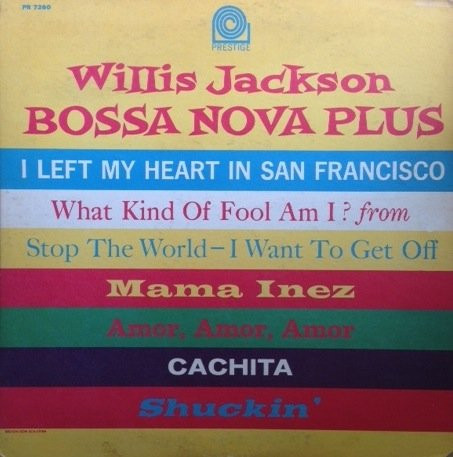 PR 7260
PRESTIGE
Willis Jackson
BOSSA NOVA PLUS
I LEFT MY HEART IN SAN FRANCISCO
What Kind Of Fool Am I? from
Stop The World–I Want To Get Off
Mama Inez
Amor, Amor, Amor
CACHITA
Shuckin'